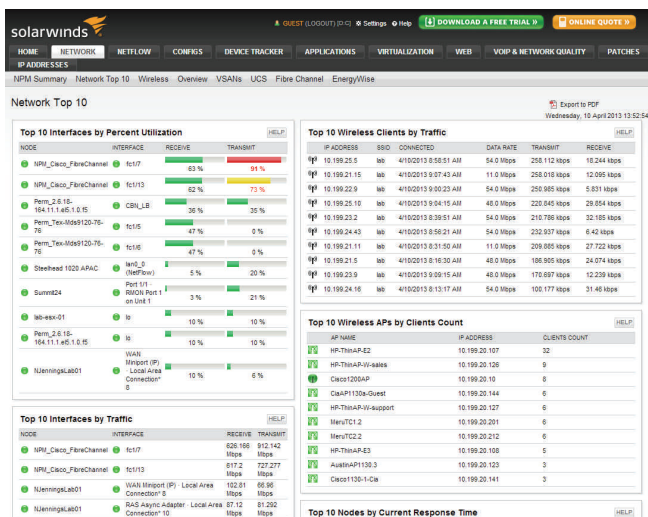 solarwinds
GUEST (LOGOUT) [D:C] Settings Help DOWNLOAD A FREE TRIAL » ONLINE QUOTE »
HOME NETWORK NETFLOW CONFIGS DEVICE TRACKER APPLICATIONS VIRTUALIZATION WEB VOIP & NETWORK QUALITY PATCHES
IP ADDRESSES
NPM Summary Network Top 10 Wireless Overview VSANs UCS Fibre Channel EnergyWise
Network Top 10
Export to PDF
Wednesday, 10 April 2013 13:52:54
Top 10 Interfaces by Percent Utilization HELP
NODE INTERFACE RECEIVE TRANSMIT
NPM_Cisco_FibreChannel fc1/7 63 % 91 %
NPM_Cisco_FibreChannel fc1/13 62 % 73 %
Perm_2.6.18-
164.11.1.el5.1.0.f5 CBN_LB 36 % 35 %
Perm_Tex-Mds9120-76-
76 fc1/5 47 % 0 %
Perm_Tex-Mds9120-76-
76 fc1/6 47 % 0 %
Steelhead 1020 APAC lan0_0
(NetFlow) 5 % 20 %
Summit24 Port 1/1 -
RMON Port 1
on Unit 1 3 % 21 %
lab-esx-01 lo 10 % 10 %
Perm_2.6.18-
164.11.1.el5.1.0.f5 lo 10 % 10 %
NJenningsLab01 WAN
Miniport (IP)
- Local Area
Connection*
8 10 % 6 %
Top 10 Interfaces by Traffic HELP
NODE INTERFACE RECEIVE TRANSMIT
NPM_Cisco_FibreChannel fc1/7 626.166
Mbps 912.142
Mbps
NPM_Cisco_FibreChannel fc1/13 617.2
Mbps 727.277
Mbps
NJenningsLab01 WAN Miniport (IP) - Local Area
Connection* 8 102.81
Mbps 66.96
Mbps
NJenningsLab01 RAS Async Adapter - Local Area
Connection* 10 87.12
Mbps 81.292
Mbps
Top 10 Wireless Clients by Traffic HELP
IP ADDRESS SSID CONNECTED DATA RATE TRANSMIT RECEIVE
10.199.25.5 lab 4/10/2013 8:58:51 AM 54.0 Mbps 258.112 kbps 18.244 kbps
10.199.21.15 lab 4/10/2013 9:07:43 AM 11.0 Mbps 258.018 kbps 12.095 kbps
10.199.22.9 lab 4/10/2013 9:00:23 AM 54.0 Mbps 250.985 kbps 5.831 kbps
10.199.25.10 lab 4/10/2013 9:04:15 AM 48.0 Mbps 220.845 kbps 29.854 kbps
10.199.23.2 lab 4/10/2013 8:39:51 AM 54.0 Mbps 210.786 kbps 32.185 kbps
10.199.24.43 lab 4/10/2013 8:56:21 AM 54.0 Mbps 232.937 kbps 6.42 kbps
10.199.21.11 lab 4/10/2013 8:31:50 AM 11.0 Mbps 209.885 kbps 27.722 kbps
10.199.21.5 lab 4/10/2013 8:16:30 AM 48.0 Mbps 186.905 kbps 24.074 kbps
10.199.23.9 lab 4/10/2013 9:09:15 AM 48.0 Mbps 170.697 kbps 12.239 kbps
10.199.24.16 lab 4/10/2013 8:13:17 AM 54.0 Mbps 100.177 kbps 31.46 kbps
Top 10 Wireless APs by Clients Count HELP
AP NAME IP ADDRESS CLIENTS COUNT
HP-ThinAP-E2 10.199.20.107 32
HP-ThinAP-W-sales 10.199.20.126 9
Cisco1200AP 10.199.20.10 8
CiaAP1130a-Guest 10.199.20.144 6
HP-ThinAP-W-support 10.199.20.127 6
MeruTC1.2 10.199.20.201 6
MeruTC2.2 10.199.20.212 6
HP-ThinAP-E3 10.199.20.108 5
AustinAP1130.3 10.199.20.123 3
Cisco1130-1-Cia 10.199.20.141 3
Top 10 Nodes by Current Response Time HELP